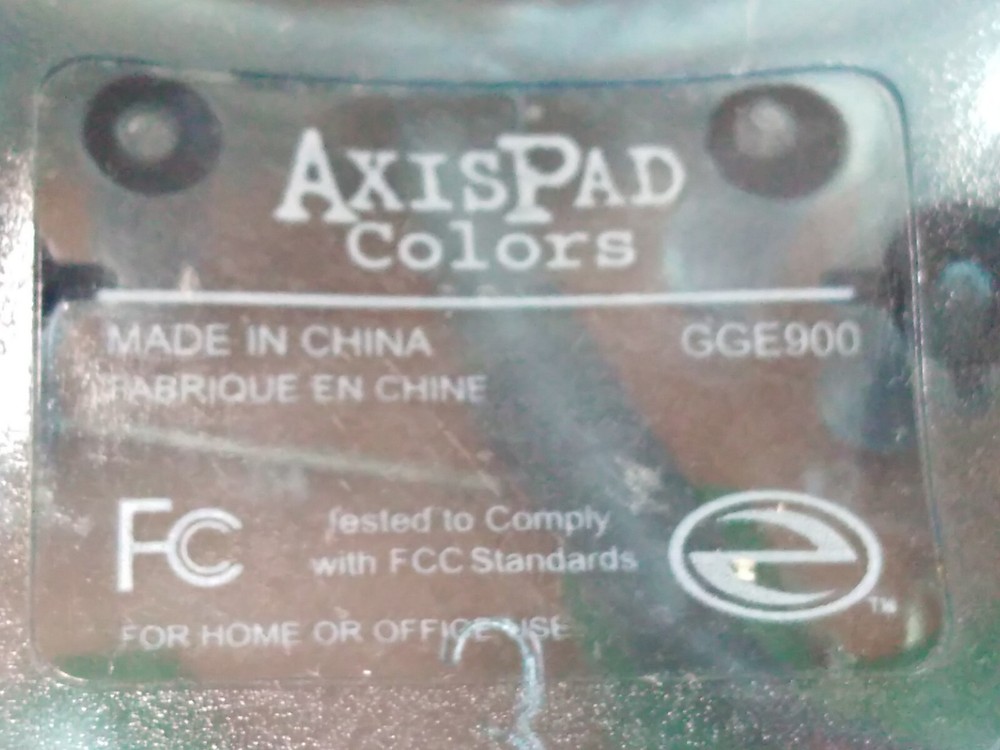 AXISPAD
Colors
MADE IN CHINA
GGE900
FABRIQUE EN CHINE
FC
Tested to Comply
with FCC Standards
TM
FOR HOME OR OFFICE USE